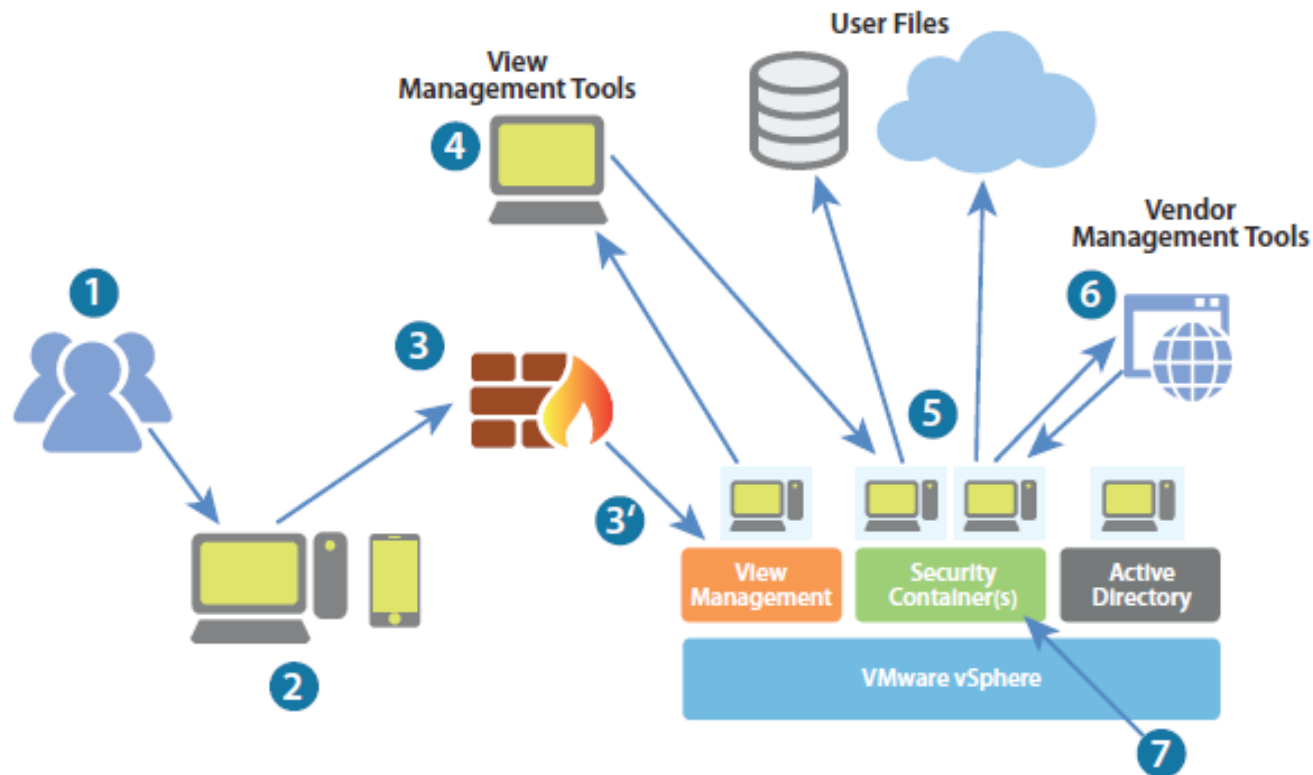 User Files
View
Management Tools
4
Vendor
Management Tools
1
6
3
5
3′
View
Management
Security
Container(s)
Active
Directory
2
VMware vSphere
7